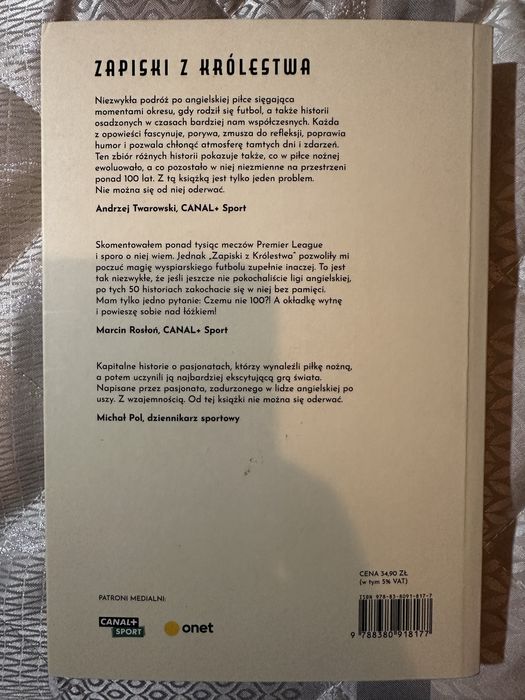 ZAPISKI Z KRÓLESTWA
Niezwykła podróż po angielskiej piłce sięgająca
momentami okresu, gdy rodził się futbol, a także historii
osadzonych w czasach bardziej nam współczesnych. Każda
z opowieści fascynuje, porywa, zmusza do refleksji, poprawia
humor i pozwala chłonąć atmosferę tamtych dni i zdarzeń.
Ten zbiór różnych historii pokazuje także, co w piłce nożnej
ewoluowało, a co pozostało w niej niezmienne na przestrzeni
ponad 100 lat. Z tą książką jest tylko jeden problem.
Nie można się od niej oderwać.
Andrzej Twarowski, CANAL+ Sport
Skomentowałem ponad tysiąc meczów Premier League
i sporo o niej wiem. Jednak „Zapiski z Królestwa” pozwoliły mi
poczuć magię wyspiarskiego futbolu zupełnie inaczej. To jest
tak niezwykłe, że jeśli jeszcze nie pokochaliście ligi angielskiej,
po tych 50 historiach zakochacie się w niej bez pamięci.
Mam tylko jedno pytanie: Czemu nie 100?! A okładkę wytnę
i powieszę sobie nad łóżkiem!
Marcin Rosłoń, CANAL+ Sport
Kapitalne historie o pasjonatach, którzy wynaleźli piłkę nożną,
a potem uczynili ją najbardziej ekscytującą grą świata.
Napisane przez pasjonata, zadurzonego w lidze angielskiej po
uszy. Z wzajemnością. Od tej książki nie można się oderwać.
Michał Pol, dziennikarz sportowy
CENA 34,90 ZŁ
(w tym 5% VAT)
ISBN 978-83-8091-817-7
9 788380 918177
PATRONI MEDIALNI:
CANAL+
SPORT
onet